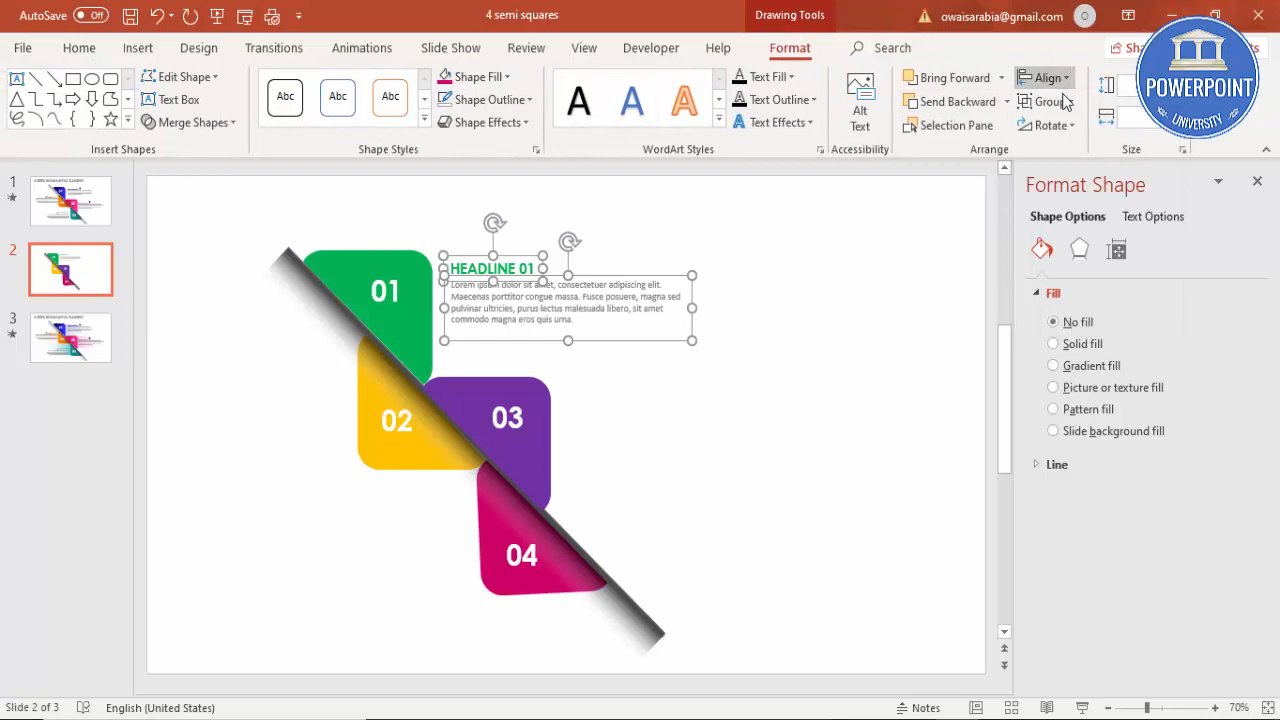 AutoSave Off
4 semi squares
Drawing Tools
owaisarabia@gmail.com
File Home Insert Design Transitions Animations Slide Show Review View Developer Help Format Search
Edit Shape
Text Box
Merge Shapes
Insert Shapes
Abc Abc Abc
Shape Fill
Shape Outline
Shape Effects
Shape Styles
A A A
Text Fill
Text Outline
Text Effects
WordArt Styles
Alt
Text
Accessibility
Bring Forward
Send Backward
Selection Pane
Align
Group
Rotate
Arrange
Size
POWERPOINT
UNIVERSITY
1
2
3
01
HEADLINE 01
Lorem ipsum dolor sit amet, consectetuer adipiscing elit.
Maecenas porttitor congue massa. Fusce posuere, magna sed
pulvinar ultricies, purus lectus malesuada libero, sit amet
commodo magna eros quis urna.
02
03
04
Format Shape
Shape Options Text Options
Fill
No fill
Solid fill
Gradient fill
Picture or texture fill
Pattern fill
Slide background fill
Line
Slide 2 of 3 English (United States) Notes 70%